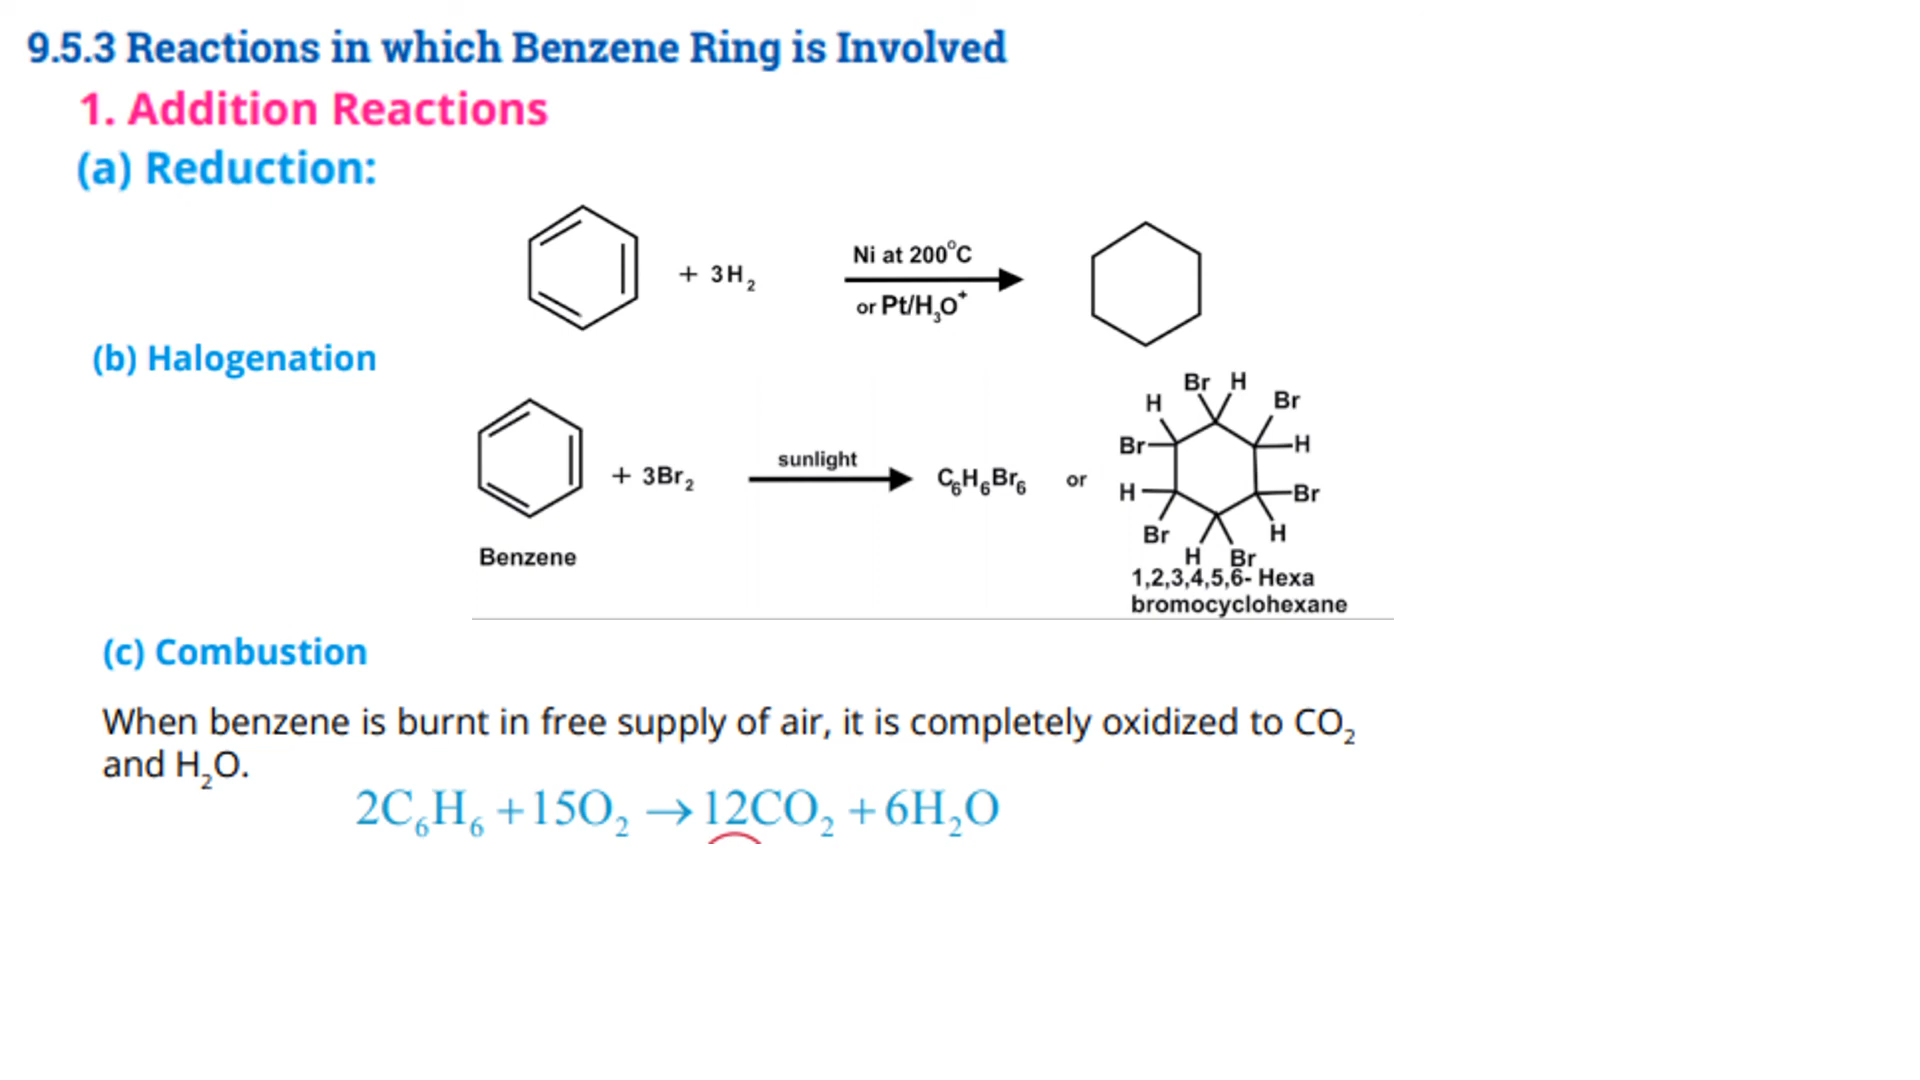 9.5.3 Reactions in which Benzene Ring is Involved
1. Addition Reactions
(a) Reduction:
+ 3H₂
Ni at 200°C
or Pt/H₃O⁺
(b) Halogenation
+ 3Br₂
sunlight
C₆H₆Br₆ or
Br H
H Br
Br H
H Br
Br H
H Br
Benzene
1,2,3,4,5,6- Hexa
bromocyclohexane
(c) Combustion
When benzene is burnt in free supply of air, it is completely oxidized to CO₂
and H₂O.
2C₆H₆ + 15O₂ → 12CO₂ + 6H₂O